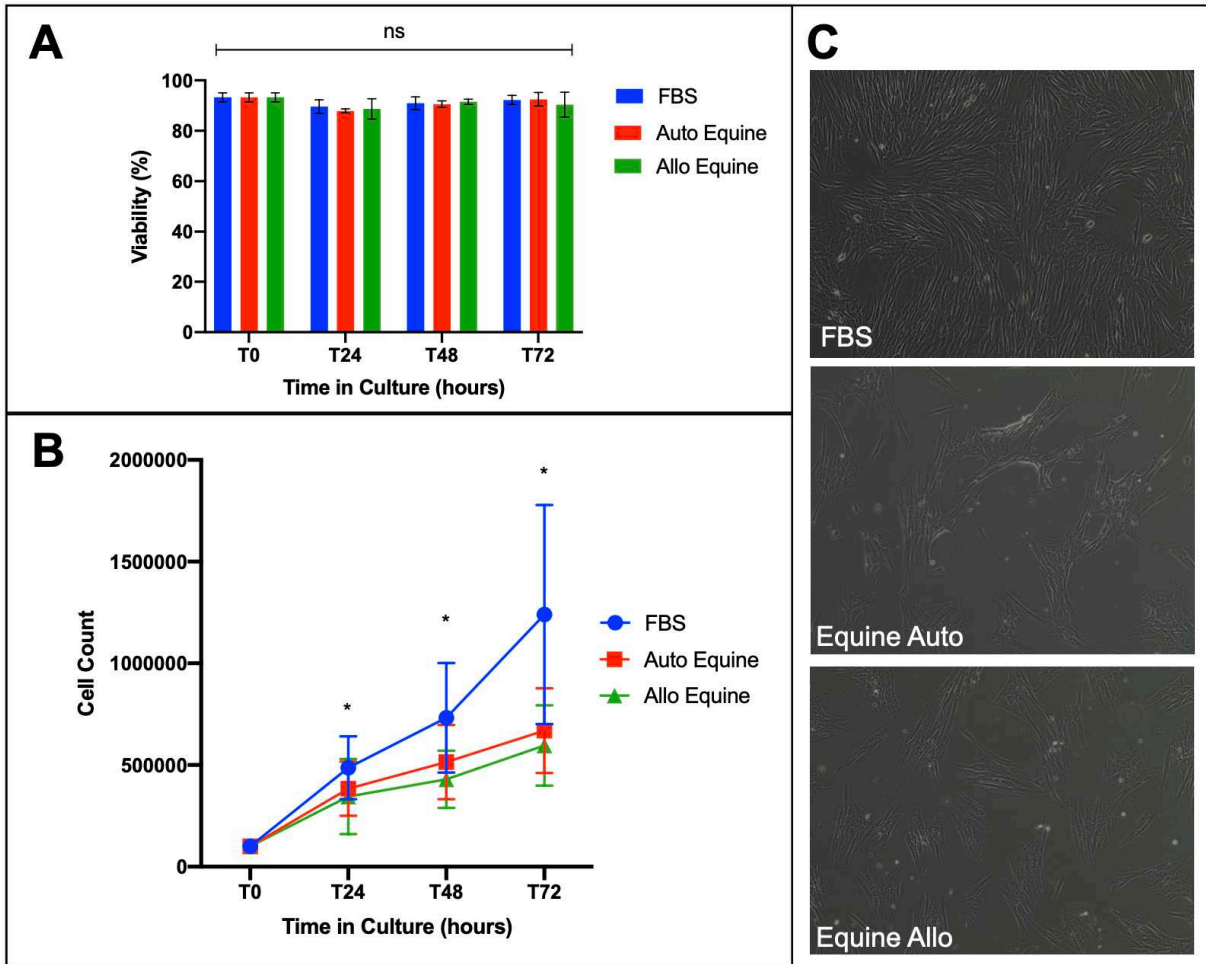 A
ns
100
80
60
40
20
0
Viability (%)
T0 T24 T48 T72
Time in Culture (hours)
FBS
Auto Equine
Allo Equine
B
2000000
1500000
1000000
500000
0
Cell Count
*
*
*
T0 T24 T48 T72
Time in Culture (hours)
FBS
Auto Equine
Allo Equine
C
FBS
Equine Auto
Equine Allo